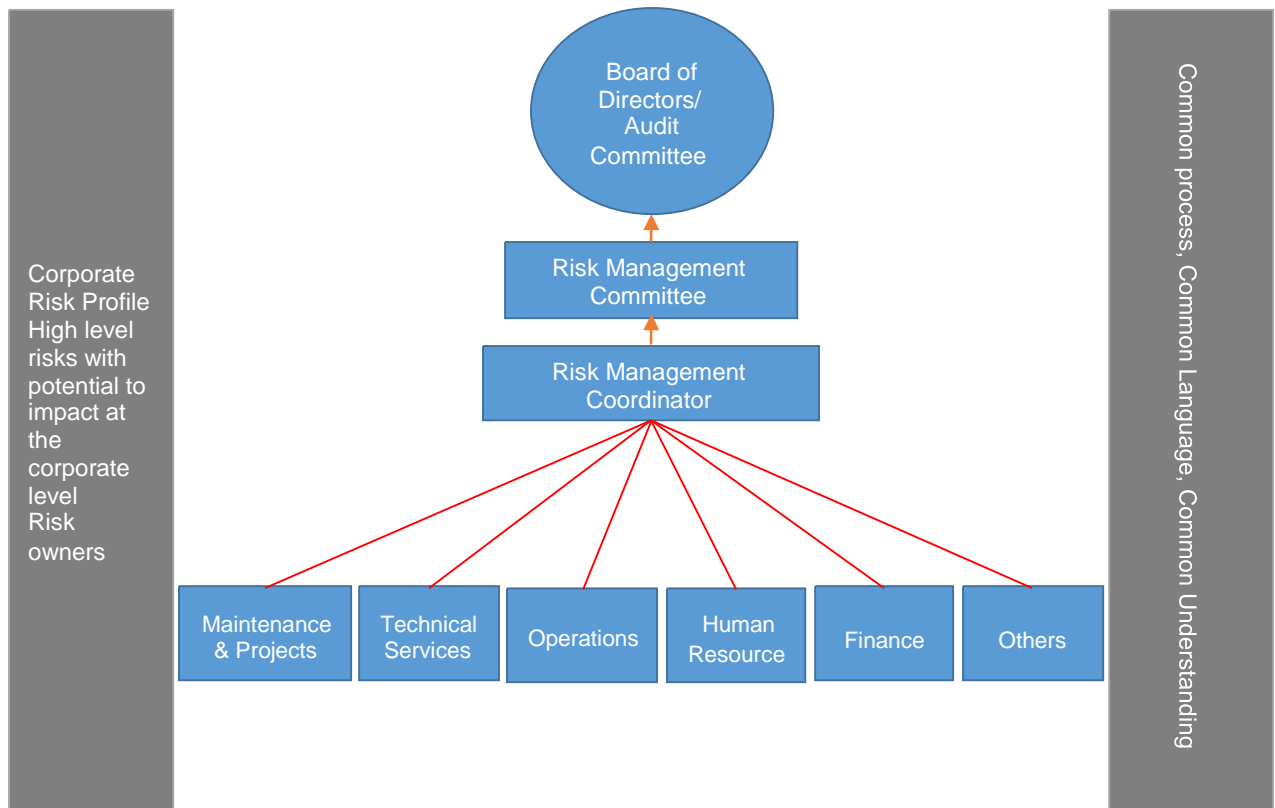 Board of
Directors/
Audit
Committee
Risk Management
Committee
Risk Management
Coordinator
Corporate
Risk Profile
High level
risks with
potential to
impact at
the
corporate
level
Risk
owners
Maintenance
& Projects
Technical
Services
Operations
Human
Resource
Finance
Others
Common process, Common Language, Common Understanding